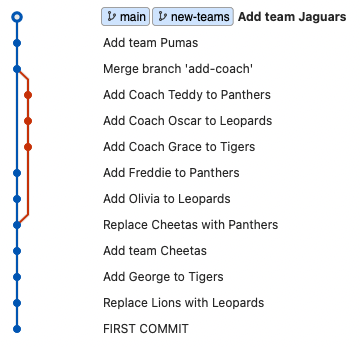 main new-teams Add team Jaguars
Add team Pumas
Merge branch 'add-coach'
Add Coach Teddy to Panthers
Add Coach Oscar to Leopards
Add Coach Grace to Tigers
Add Freddie to Panthers
Add Olivia to Leopards
Replace Cheetas with Panthers
Add team Cheetas
Add George to Tigers
Replace Lions with Leopards
FIRST COMMIT